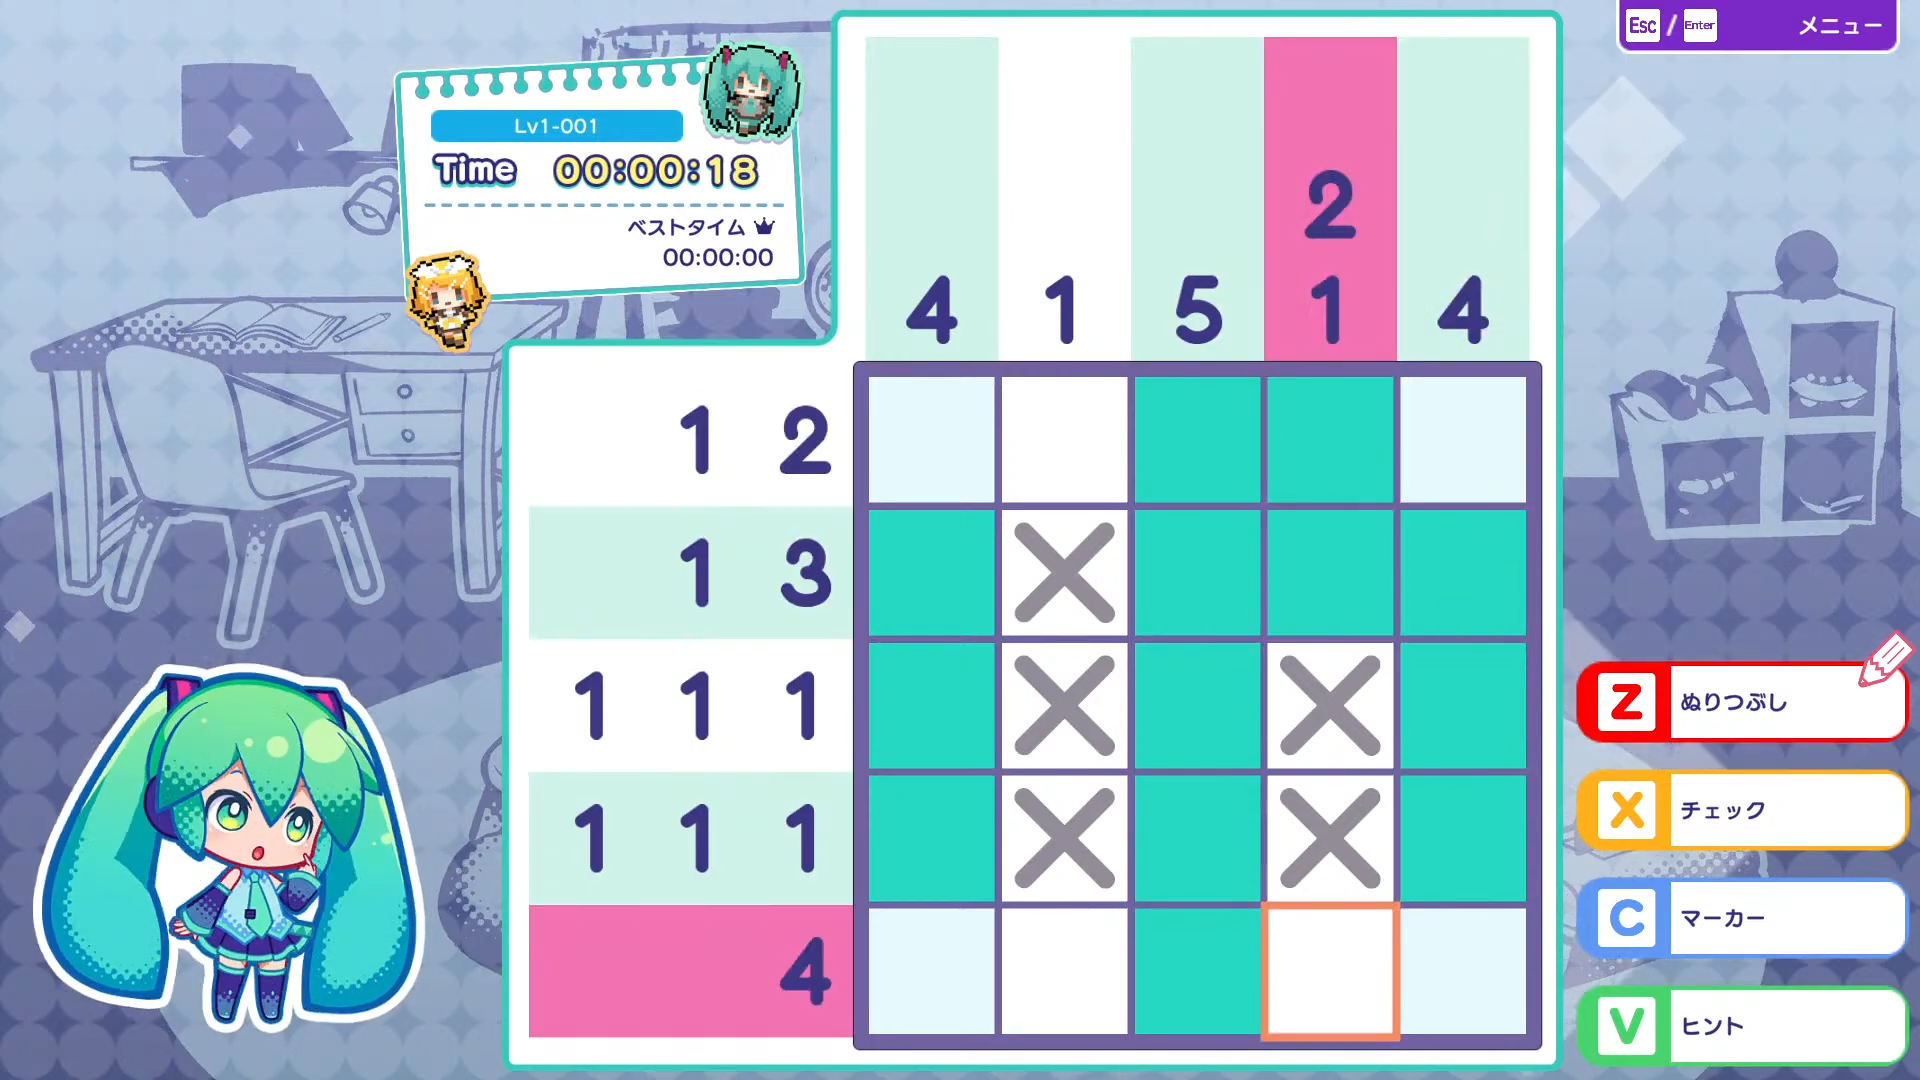 Esc / Enter メニュー
Lv1-001
Time 00:00:18
ベストタイム
00:00:00
2
4 1 5 1 4
1 2
1 3
1 1 1
1 1 1
4
Z ぬりつぶし
X チェック
C マーカー
V ヒント